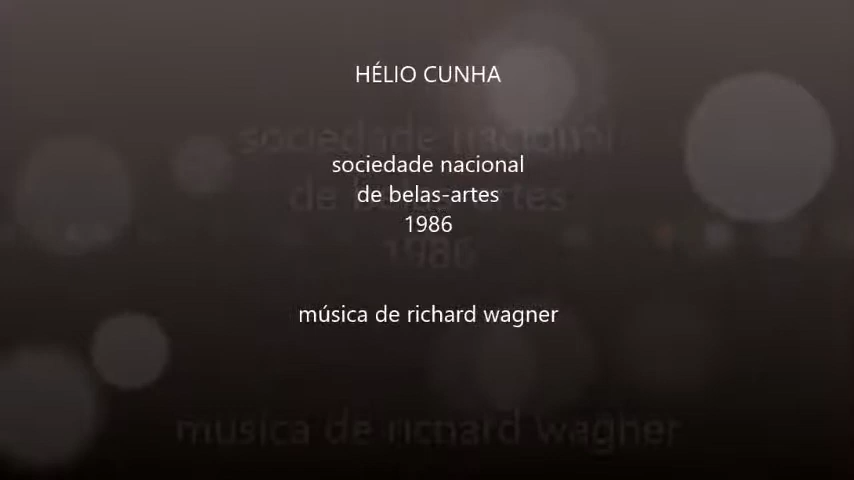 HÉLIO CUNHA
sociedade nacional
de belas-artes
1986
música de richard wagner